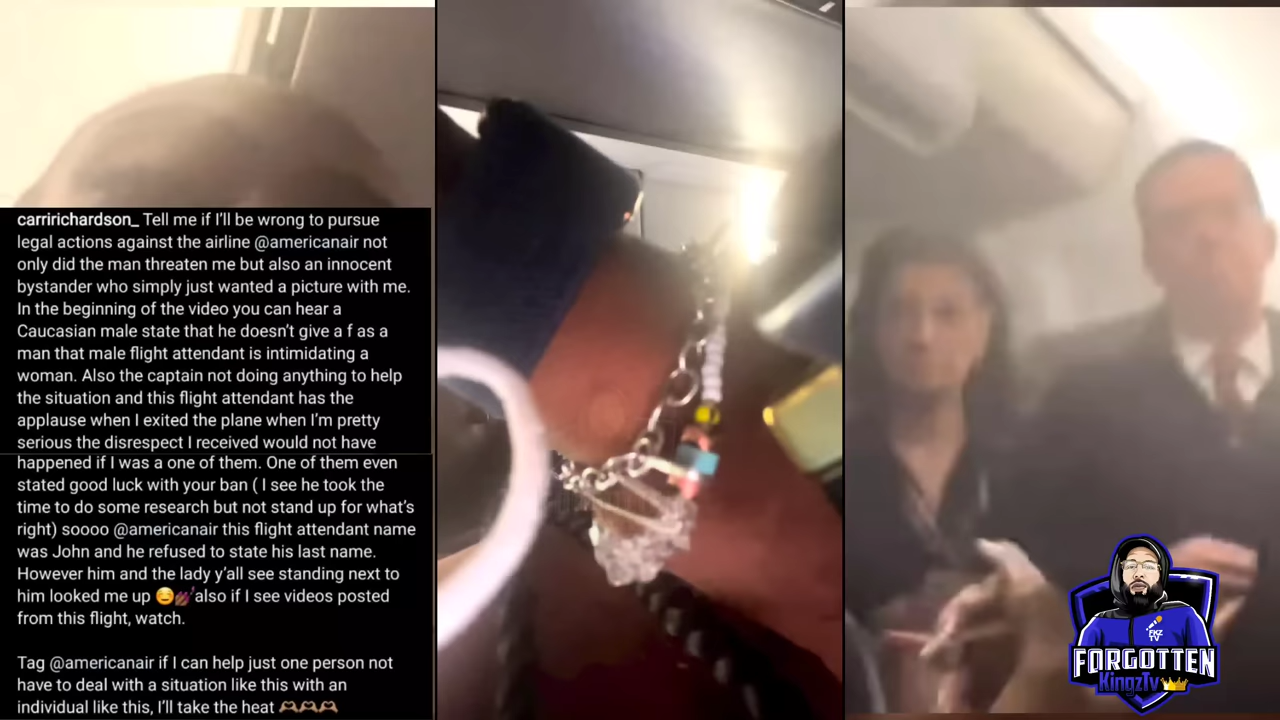 carririchardson_ Tell me if I'll be wrong to pursue
legal actions against the airline @americanair not
only did the man threaten me but also an innocent
bystander who simply just wanted a picture with me.
In the beginning of the video you can hear a
Caucasian male state that he doesn't give a f as a
man that male flight attendant is intimidating a
woman. Also the captain not doing anything to help
the situation and this flight attendant has the
applause when I exited the plane when I'm pretty
serious the disrespect I received would not have
happened if I was a one of them. One of them even
stated good luck with your ban ( I see he took the
time to do some research but not stand up for what's
right) soooo @americanair this flight attendant name
was John and he refused to state his last name.
However him and the lady y'all see standing next to
him looked me up 😊💅🏾also if I see videos posted
from this flight, watch.
Tag @americanair if I can help just one person not
have to deal with a situation like this with an
individual like this, I'll take the heat 🫶🏽🫶🏽🫶🏽
FKZ
TV
FORGOTTEN
KingzTv